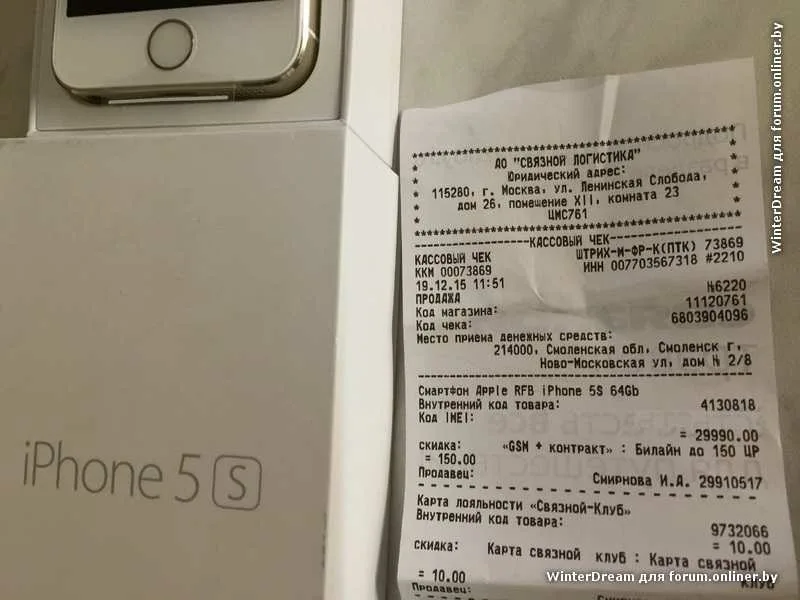 iPhone 5 S
АО "СВЯЗНОЙ ЛОГИСТИКА"
Юридический адрес:
115280, г. Москва, ул. Ленинская Слобода,
дом 26, помещение XII, комната 23
ЦМС761
КАССОВЫЙ ЧЕК
КАССОВЫЙ ЧЕК ШТРИХ-М-ФР-К(ПТК) 73869
ККМ 00073869 ИНН 007703567318 #2210
19.12.15 11:51
ПРОДАЖА №6220
Код магазина: 11120761
Код чека: 6803904096
Место приема денежных средств:
214000, Смоленская обл, Смоленск г,
Ново-Московская ул, дом N 2/8
Смартфон Apple RFB iPhone 5S 64Gb
Внутренний код товара: 4130818
Код IMEI:
= 29990.00
скидка: «GSM + контракт» : Билайн до 150 ЦР
= 150.00
Продавец: Смирнова И.А. 29910517
Карта лояльности «Связной-Клуб»
Внутренний код товара: 9732066
= 10.00
скидка: Карта связной клуб : Карта связной
клуб
= 10.00
Продавец:
WinterDream для forum.onliner.by
WinterDream для forum.onliner.by